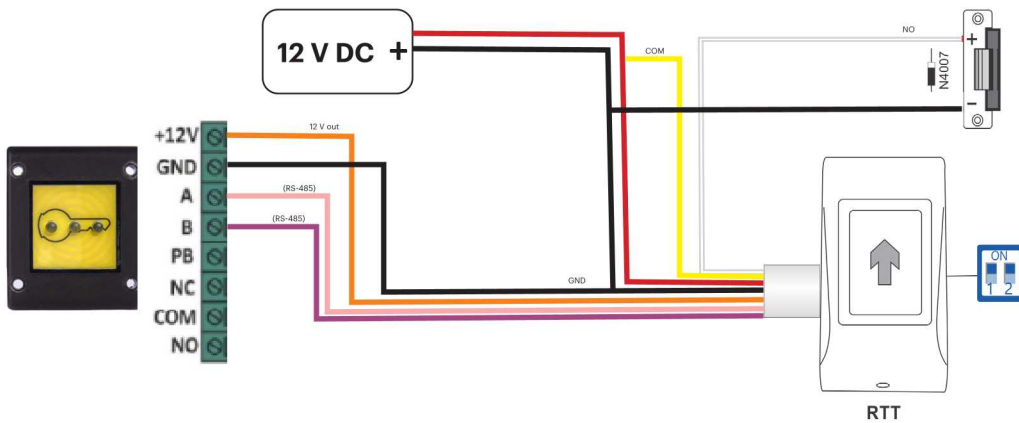 12 V DC +
NO
COM
+
N4007
-
12 V out
+12V
GND
(RS-485)
A
(RS-485)
B
PB
GND
NC
COM
NO
ON
1 2
RTT